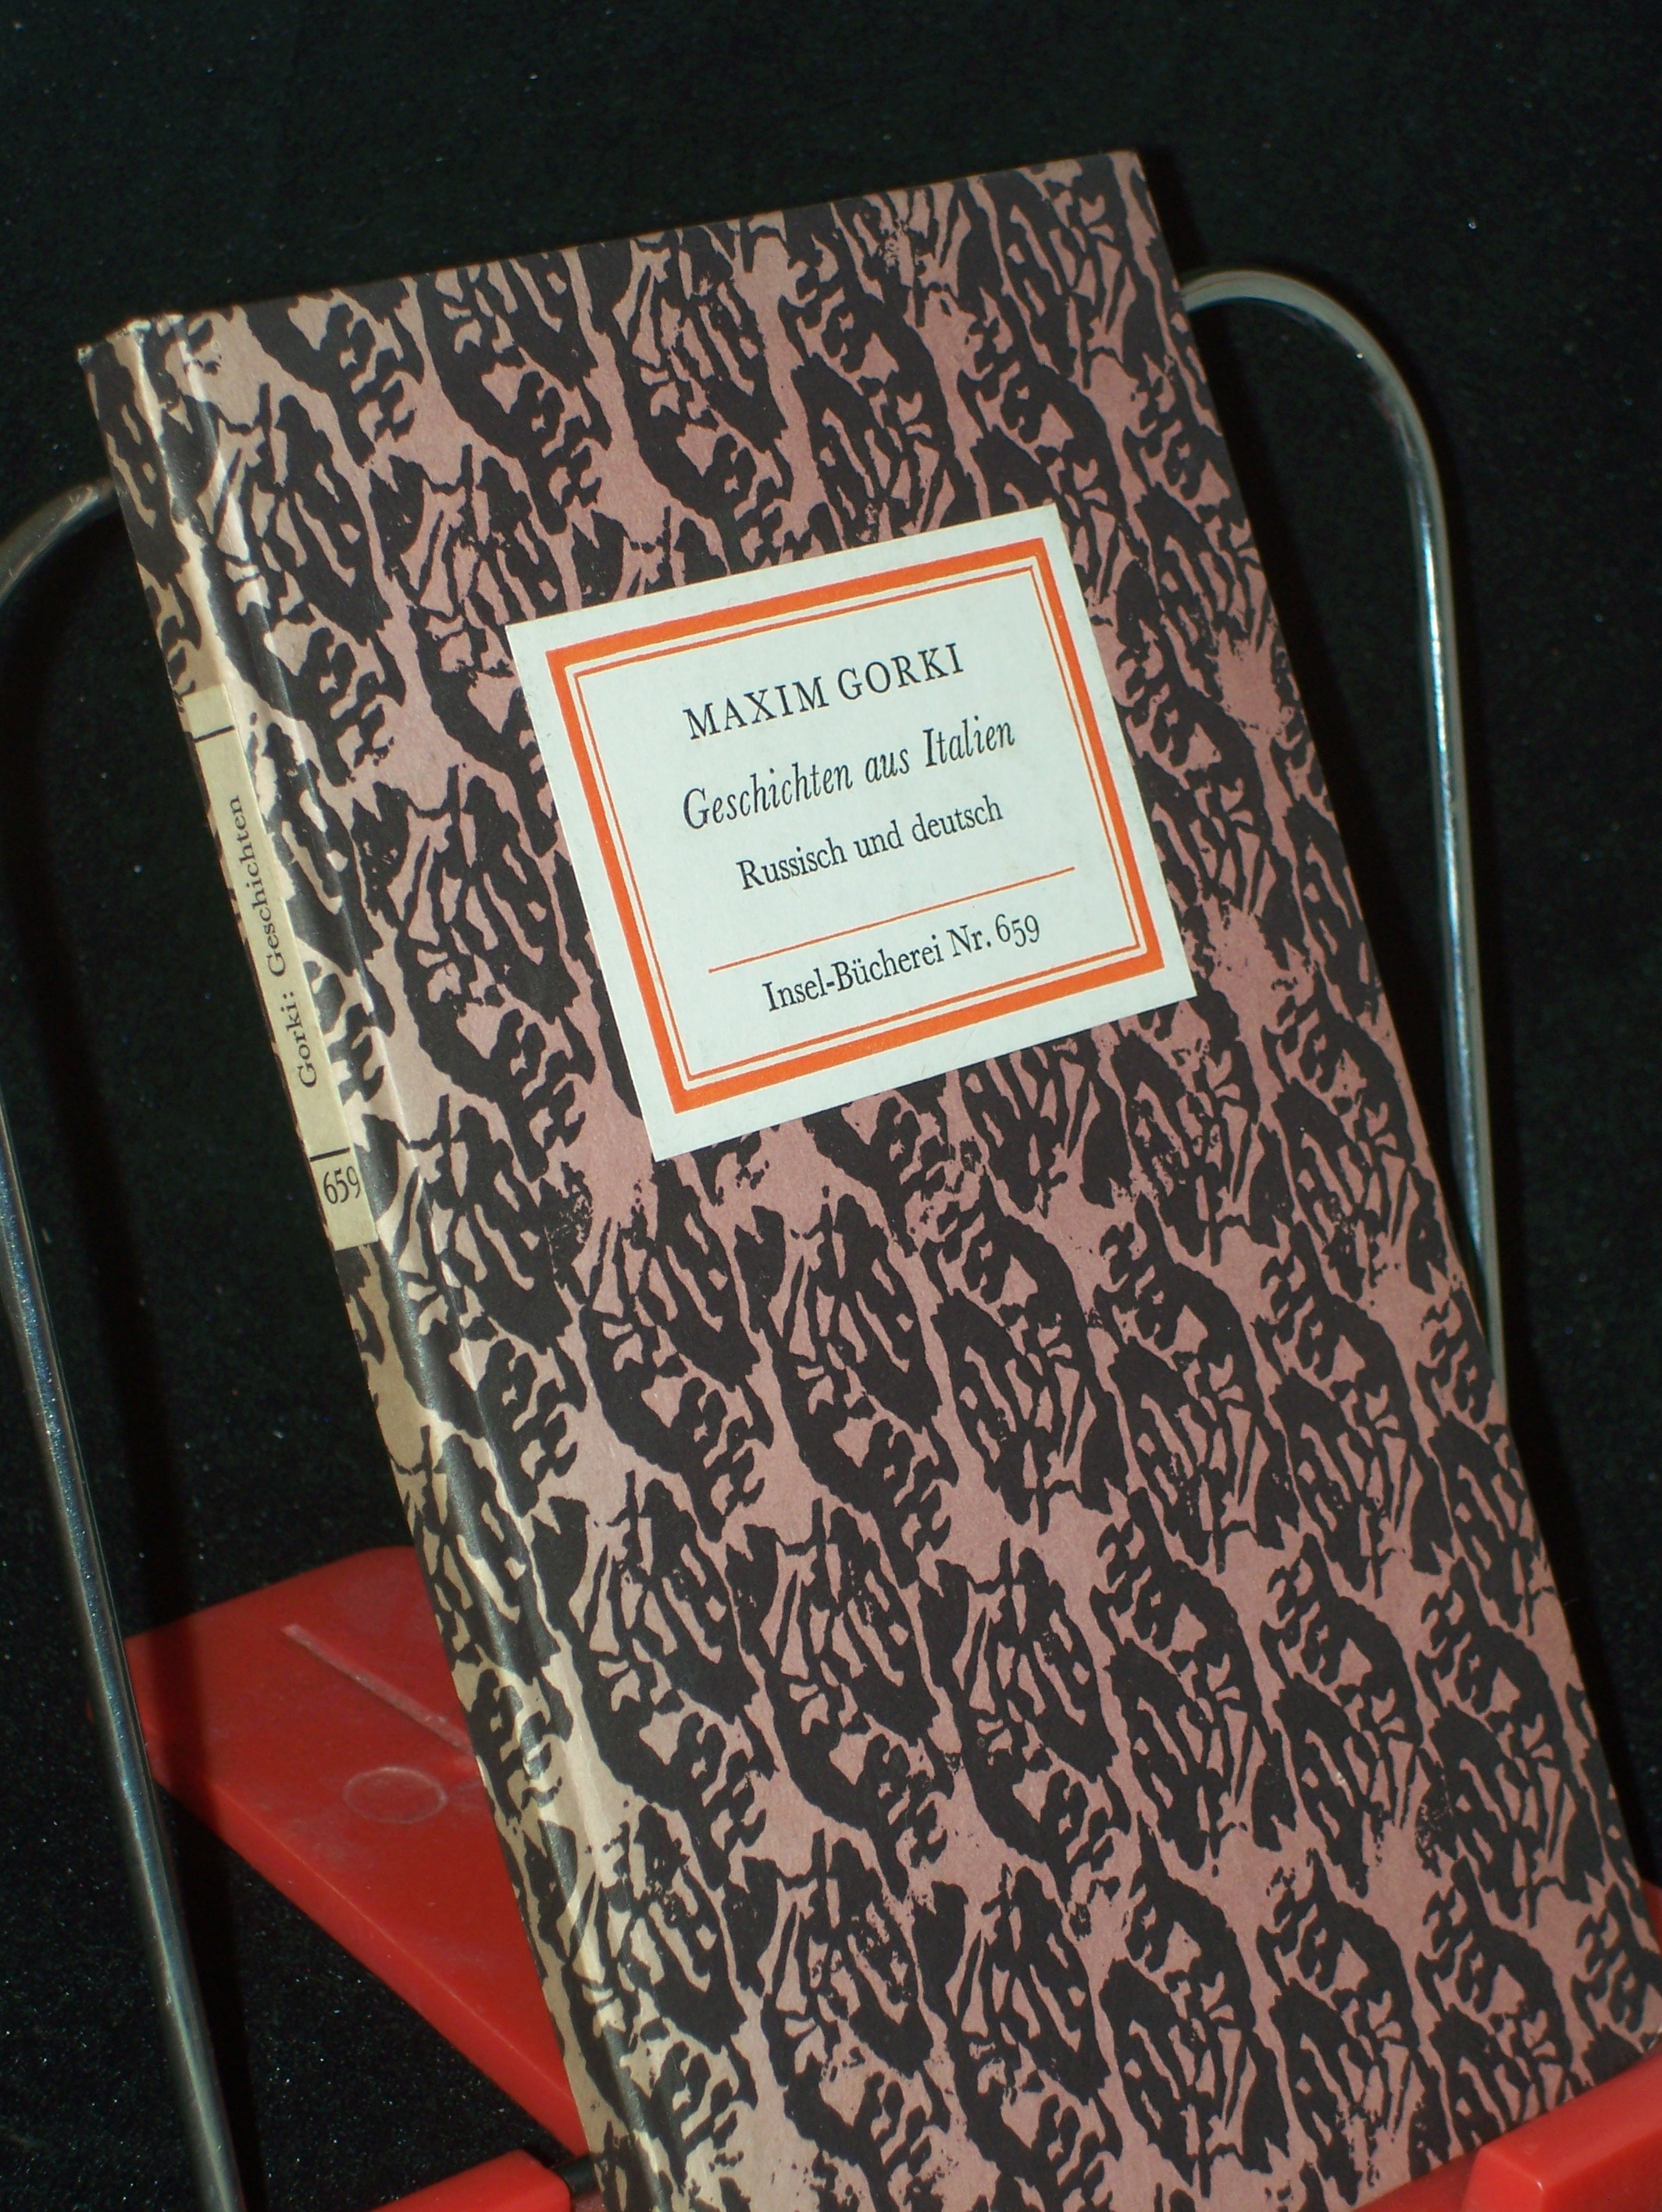 MAXIM GORKI
Geschichten aus Italien
Russisch und deutsch
Insel-Bücherei Nr. 659
Gorki: Geschichten
659